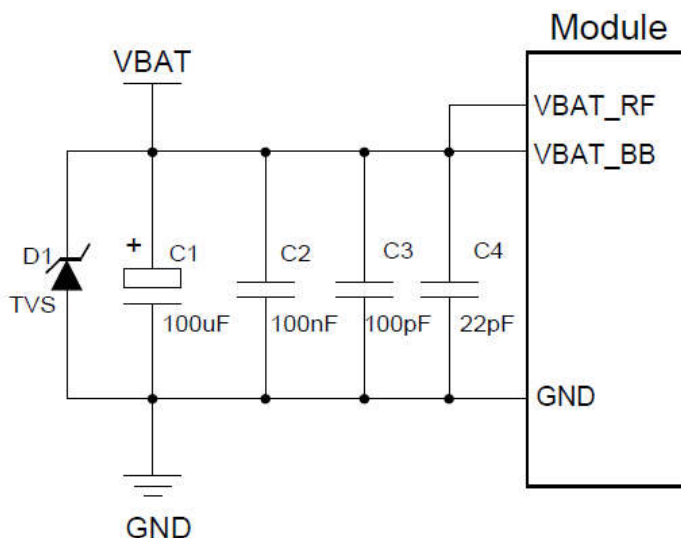 Module
VBAT
VBAT_RF
VBAT_BB
D1
TVS
+
C1
100uF
C2
100nF
C3
100pF
C4
22pF
GND
GND